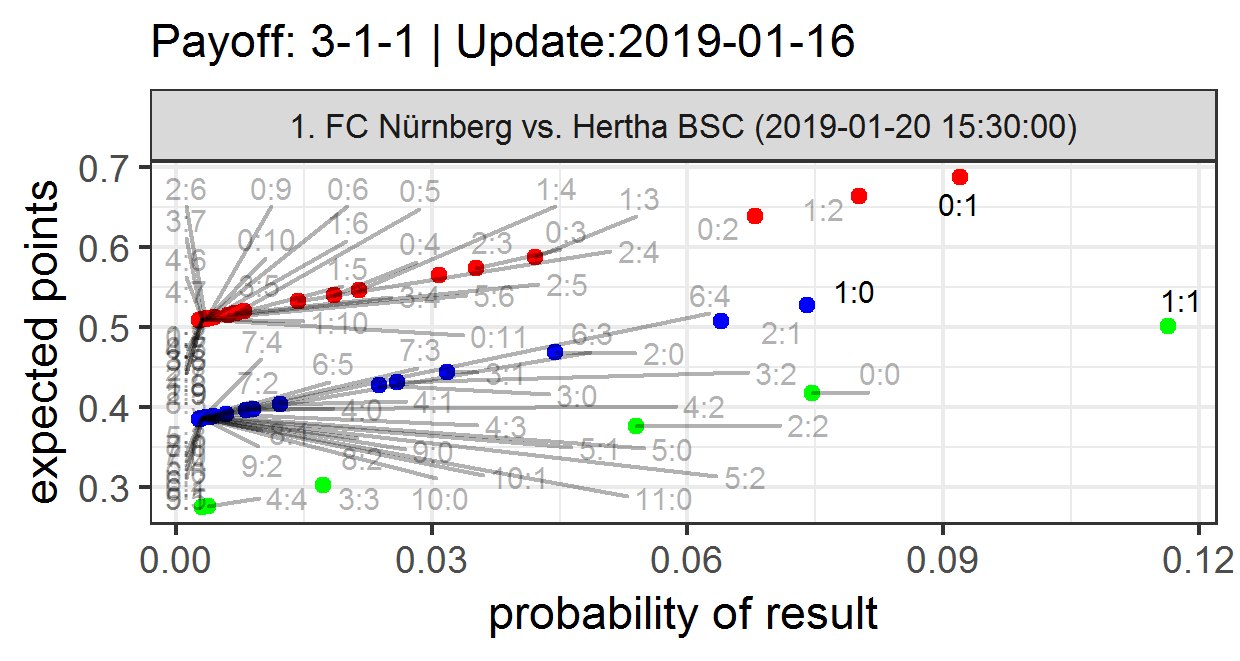 Payoff: 3-1-1 | Update:2019-01-16
1. FC Nürnberg vs. Hertha BSC (2019-01-20 15:30:00)
expected points
0.7
0.6
0.5
0.4
0.3
2:6 0:9 0:6 0:5 1:4 1:3
3:7 1:6 0:2 1:2 0:1
0:10 0:4 2:3 0:3 2:4
4:6 3:5 1:5
4:7 3:4 5:6 2:5 6:4 1:0 1:1
1:10 0:11 6:3 2:1
7:4 7:3 2:0
7:2 6:5 3:1 3:2 0:0
4:0 4:1 3:0 4:2
8:1 4:3 2:2
9:2 8:2 9:0 5:1 5:0
10:1 5:2
4:4 3:3 10:0 11:0
0.00 0.03 0.06 0.09 0.12
probability of result